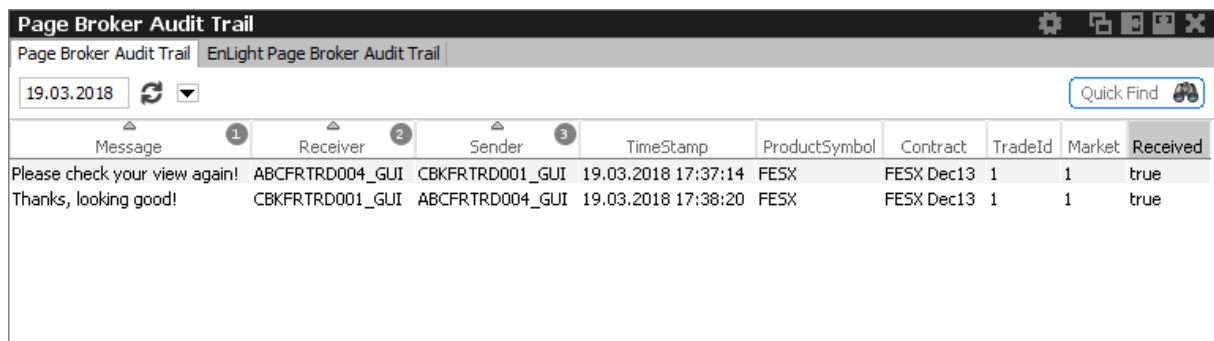 Page Broker Audit Trail
Page Broker Audit Trail EnLight Page Broker Audit Trail
19.03.2018 Quick Find
Message 1 Receiver 2 Sender 3 TimeStamp ProductSymbol Contract TradeId Market Received
Please check your view again! ABCFRTRD004_GUI CBKFRTRD001_GUI 19.03.2018 17:37:14 FESX FESX Dec13 1 1 true
Thanks, looking good! CBKFRTRD001_GUI ABCFRTRD004_GUI 19.03.2018 17:38:20 FESX FESX Dec13 1 1 true